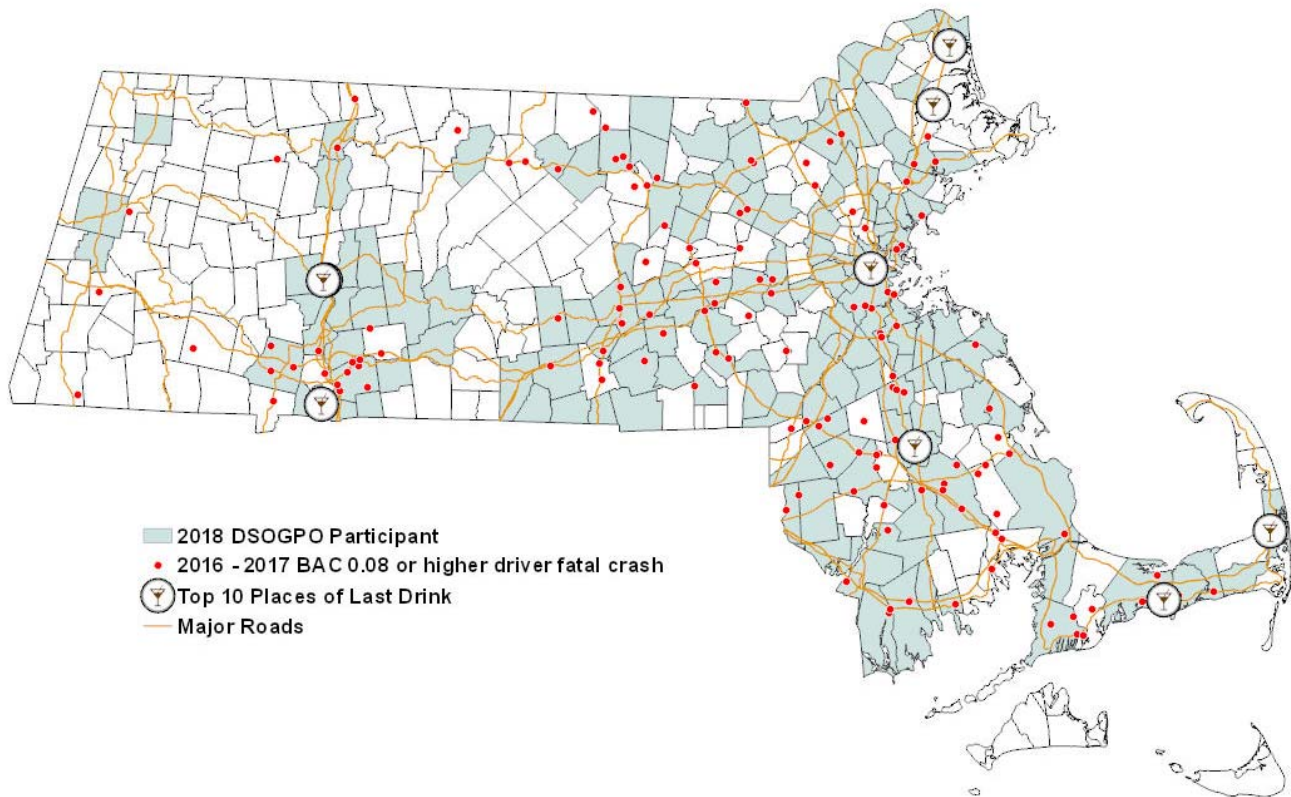 2018 DSOGPO Participant
2016 - 2017 BAC 0.08 or higher driver fatal crash
Top 10 Places of Last Drink
Major Roads